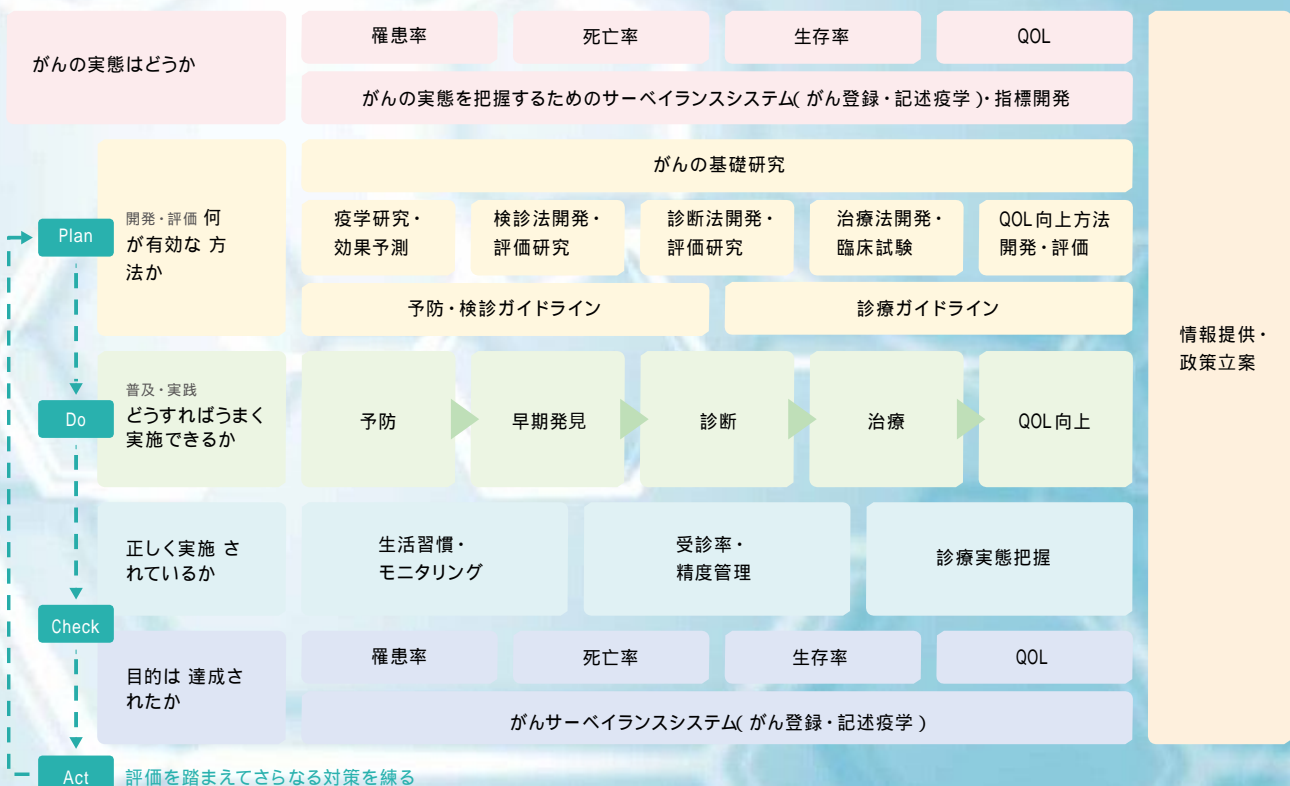 がんの実態はどうか
罹患率
死亡率
生存率
QOL
がんの実態を把握するためのサーベイランスシステム(がん登録・記述疫学)・指標開発
Plan
開発・評価 何
が有効な 方
法か
がんの基礎研究
疫学研究・
効果予測
検診法開発・
評価研究
診断法開発・
評価研究
治療法開発・
臨床試験
QOL向上方法
開発・評価
予防・検診ガイドライン
診療ガイドライン
Do
普及・実践
どうすればうまく
実施できるか
予防
早期発見
診断
治療
QOL向上
正しく実施 さ
れているか
生活習慣・
モニタリング
受診率・
精度管理
診療実態把握
Check
目的は 達成さ
れたか
罹患率
死亡率
生存率
QOL
がんサーベイランスシステム(がん登録・記述疫学)
Act
評価を踏まえてさらなる対策を練る
情報提供・
政策立案